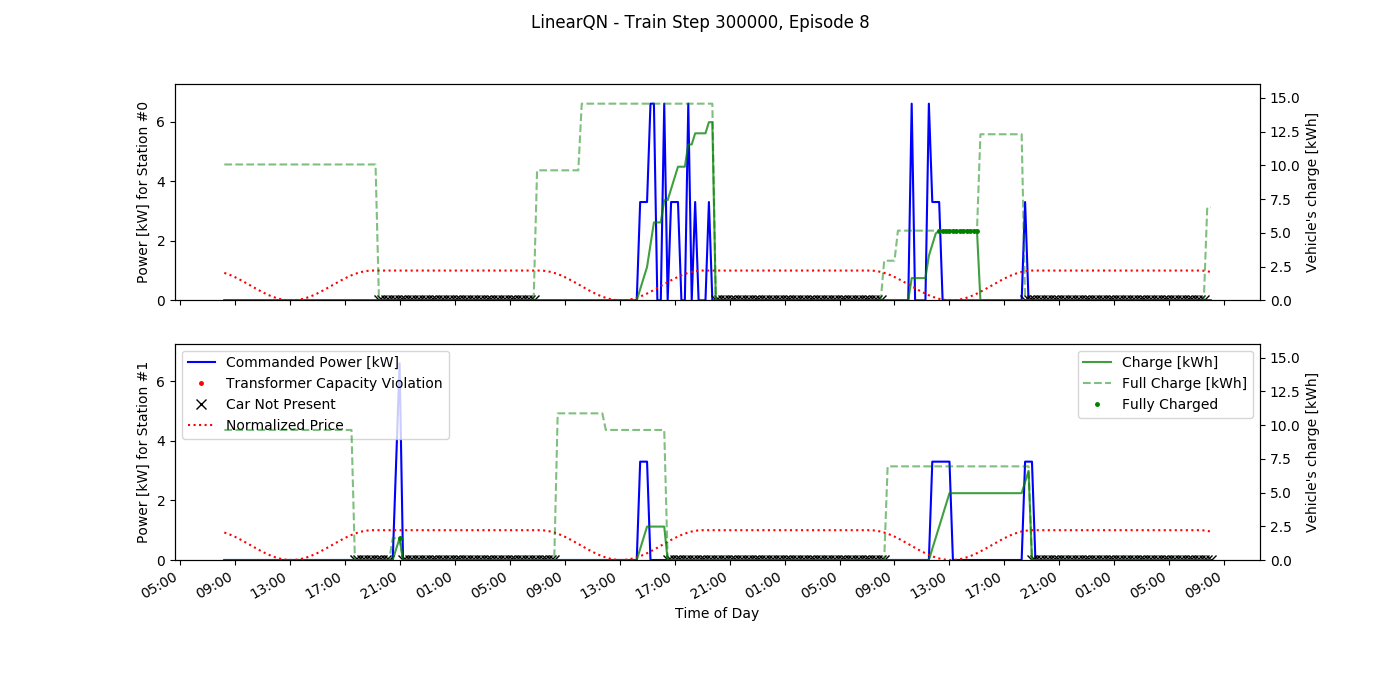 LinearQN - Train Step 300000, Episode 8
Power [kW] for Station #0
6
4
2
0
15.0
12.5
10.0
7.5
5.0
2.5
0.0
Vehicle's charge [kWh]
Power [kW] for Station #1
6
4
2
0
Commanded Power [kW]
Transformer Capacity Violation
Car Not Present
Normalized Price
Charge [kWh]
Full Charge [kWh]
Fully Charged
15.0
12.5
10.0
7.5
5.0
2.5
0.0
Vehicle's charge [kWh]
05:00 09:00 13:00 17:00 21:00 01:00 05:00 09:00 13:00 17:00 21:00 01:00 05:00 09:00 13:00 17:00 21:00 01:00 05:00 09:00
Time of Day